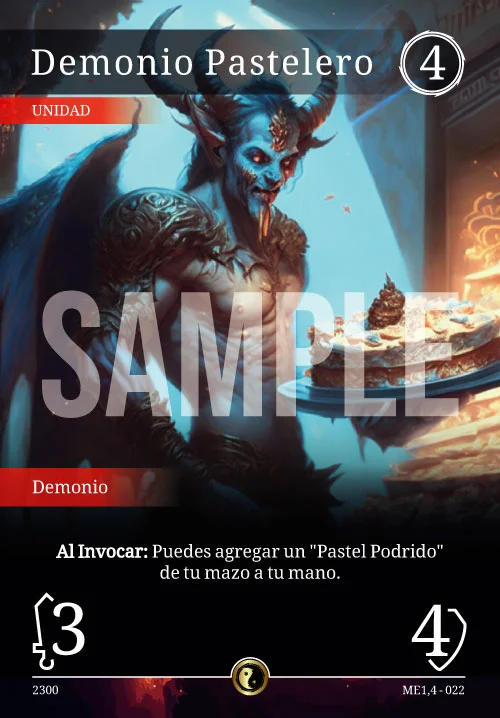 Demonio Pastelero 4
UNIDAD
SAMPLE
Demonio
Al Invocar: Puedes agregar un "Pastel Podrido"
de tu mazo a tu mano.
3 4
2300 ME1,4 - 022